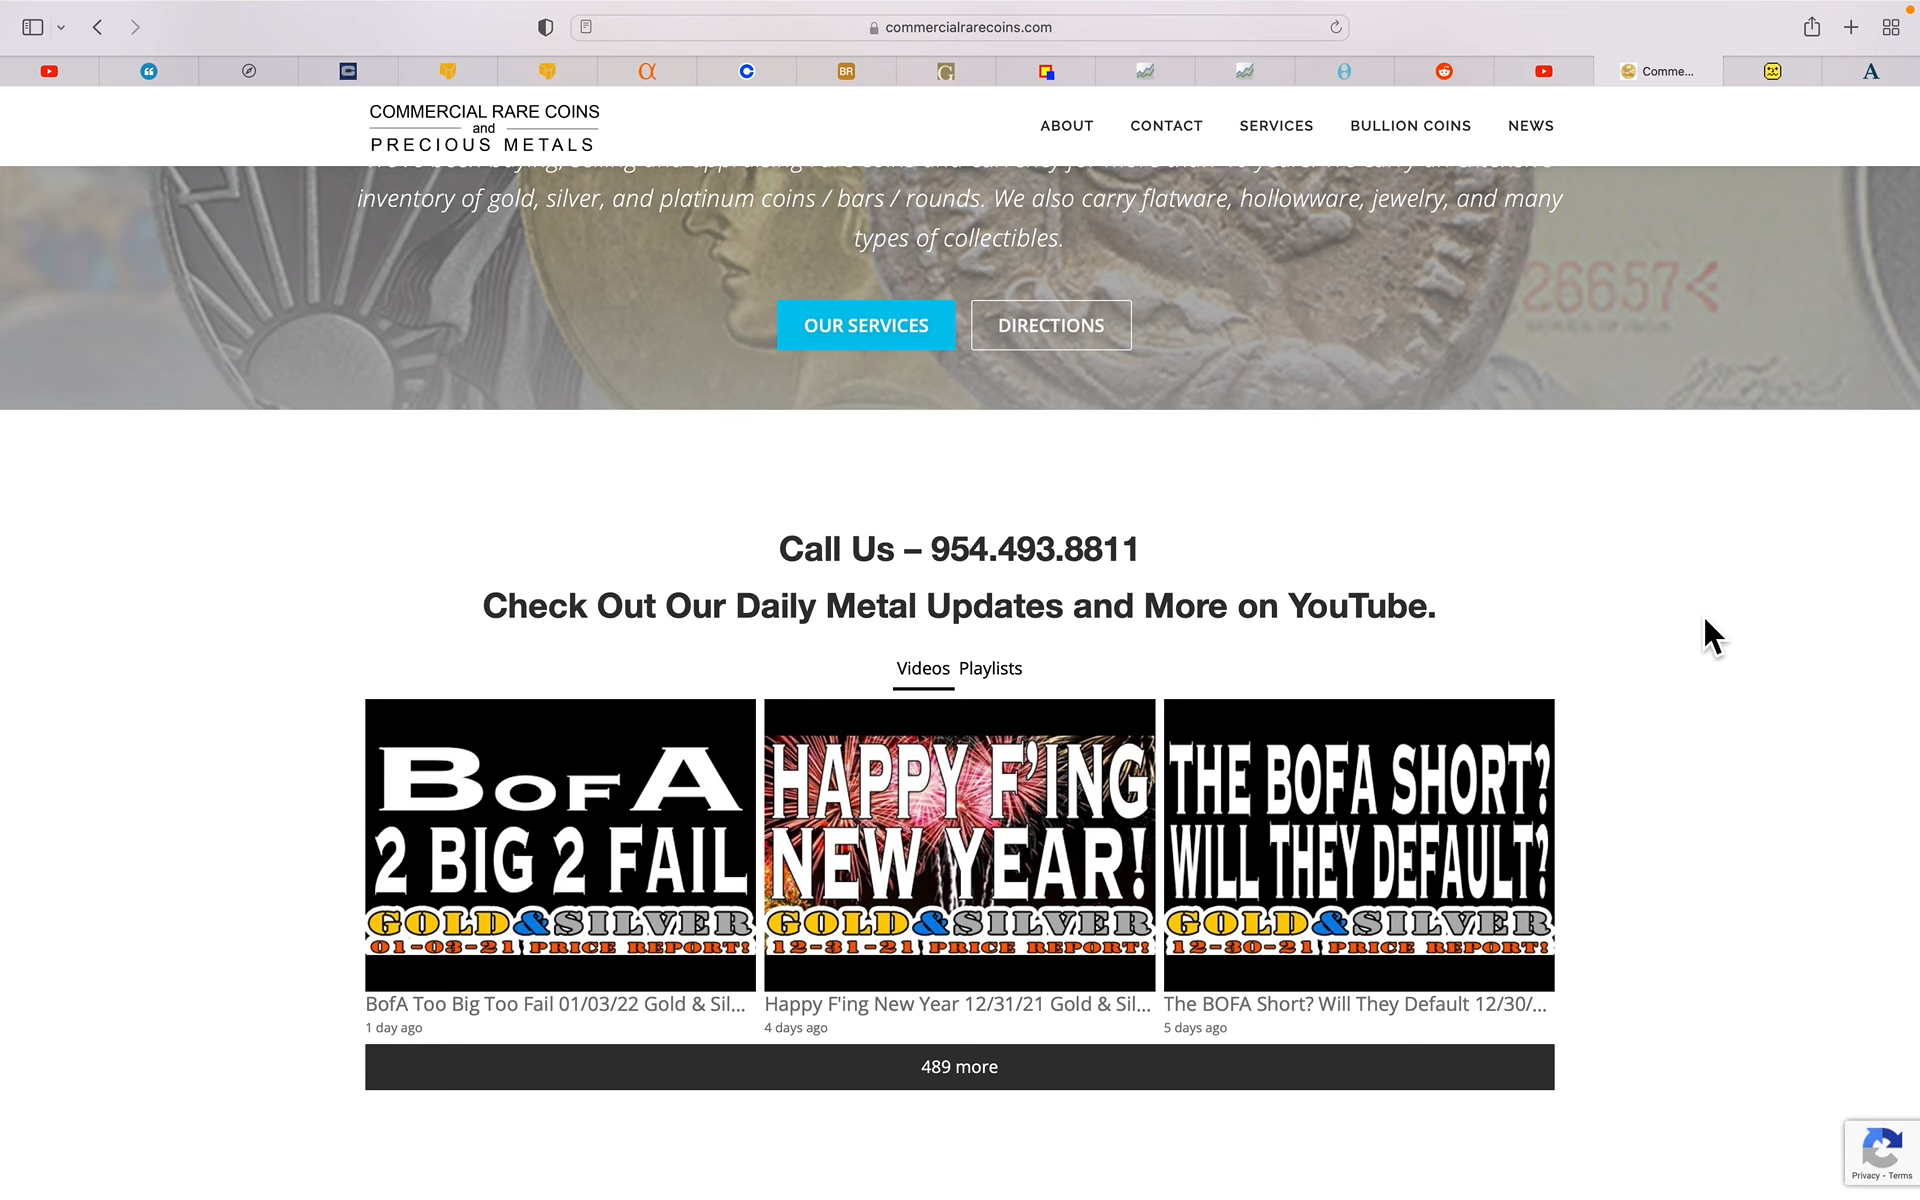 commercialrarecoins.com
BR
G
Comme...
A
COMMERCIAL RARE COINS
and
PRECIOUS METALS
ABOUT
CONTACT
SERVICES
BULLION COINS
NEWS
inventory of gold, silver, and platinum coins / bars / rounds. We also carry flatware, hollowware, jewelry, and many
types of collectibles.
26657
OUR SERVICES
DIRECTIONS
Call Us – 954.493.8811
Check Out Our Daily Metal Updates and More on YouTube.
Videos Playlists
BOFA
2 BIG 2 FAIL
GOLD&SILVER
01-03-21 PRICE REPORT!
HAPPY F'ING
NEW YEAR!
GOLD&SILVER
12-31-21 PRICE REPORT!
THE BOFA SHORT?
WILL THEY DEFAULT?
GOLD&SILVER
12-30-21 PRICE REPORT!
BofA Too Big Too Fail 01/03/22 Gold & Sil...
1 day ago
Happy F'ing New Year 12/31/21 Gold & Sil...
4 days ago
The BOFA Short? Will They Default 12/30/...
5 days ago
489 more
Privacy - Terms